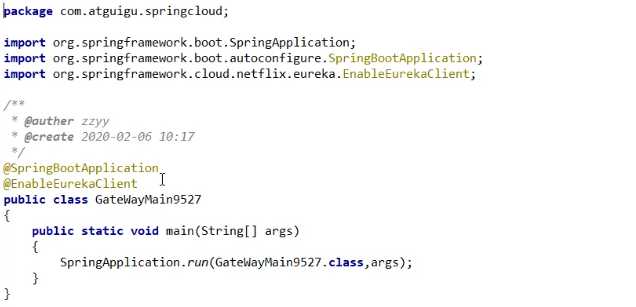 package com.atguigu.springcloud;
import org.springframework.boot.SpringApplication;
import org.springframework.boot.autoconfigure.SpringBootApplication;
import org.springframework.cloud.netflix.eureka.EnableEurekaClient;
/**
* @auther zzyy
* @create 2020-02-06 10:17
*/
@SpringBootApplication
@EnableEurekaClient
public class GateWayMain9527
{
public static void main(String[] args)
{
SpringApplication.run(GateWayMain9527.class,args);
}
}